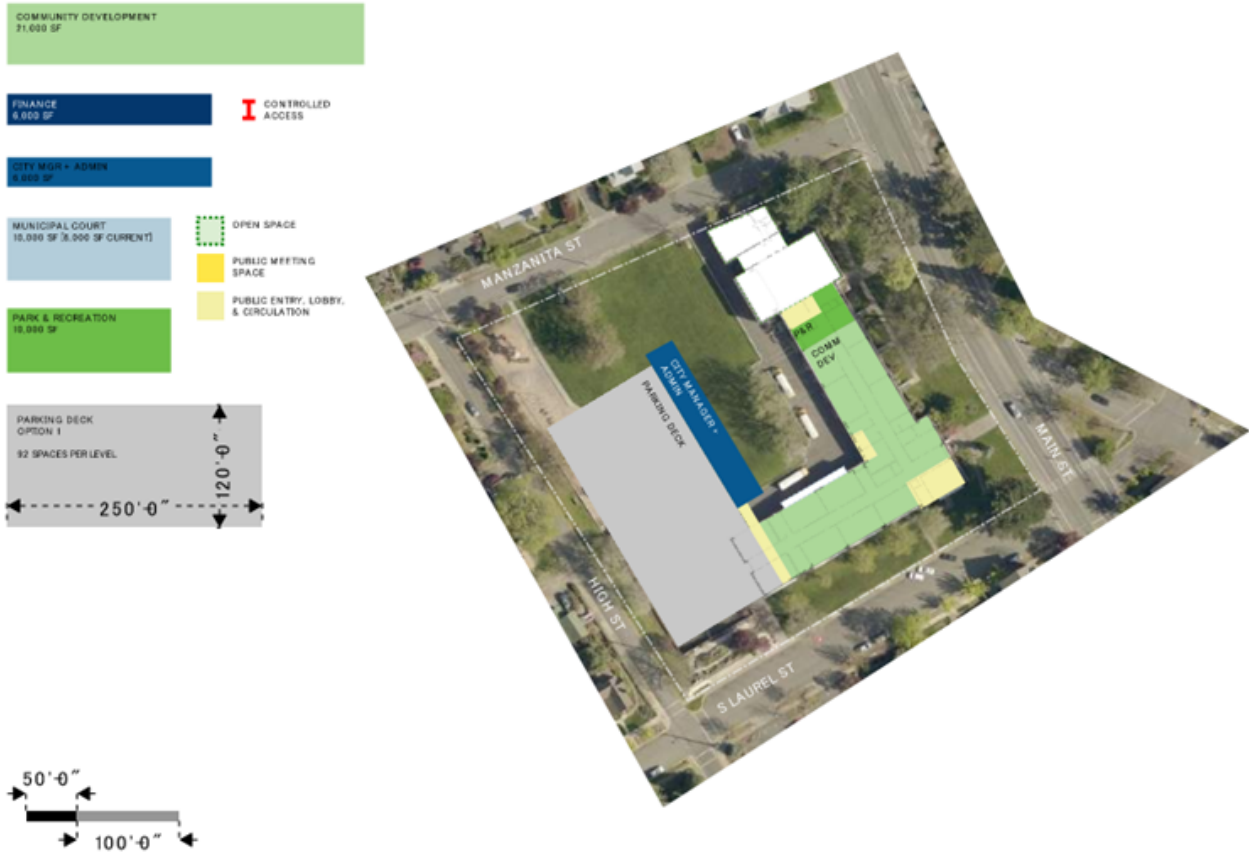 COMMUNITY DEVELOPMENT
21,000 SF
FINANCE
6,000 SF
CONTROLLED
ACCESS
CITY MGR + ADMIN
6,000 SF
MUNICIPAL COURT
10,000 SF [8,000 SF CURRENT]
OPEN SPACE
PUBLIC MEETING
SPACE
PUBLIC ENTRY, LOBBY,
& CIRCULATION
PARK & RECREATION
10,000 SF
PARKING DECK
OPTION 1
92 SPACES PER LEVEL
120'-0"
250'-0"
50'-0"
100'-0"
MANZANITA ST
P&R
COMM
DEV
CITY MANAGER +
ADMIN
PARKING DECK
MAIN ST
HIGH ST
S LAUREL ST